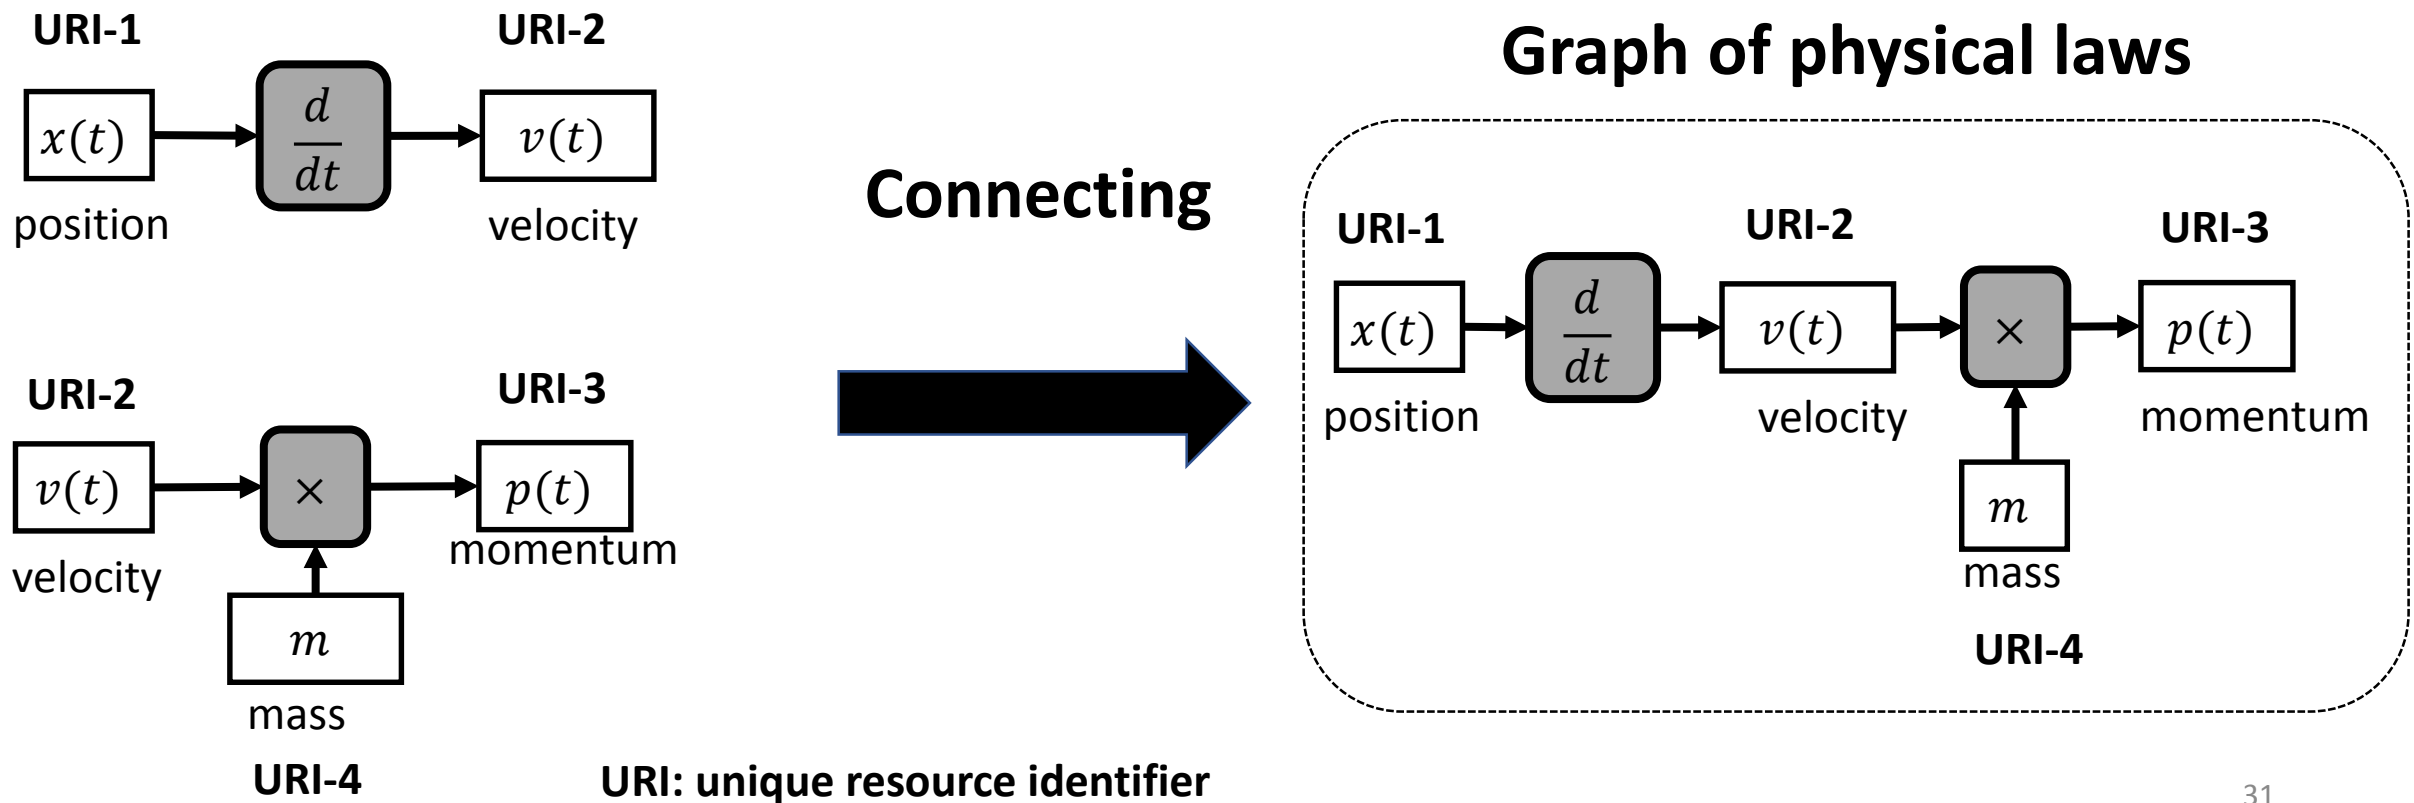 URI-1 URI-2
x(t) d/dt v(t)
position velocity
URI-2 URI-3
v(t) × p(t)
velocity momentum
m
mass
URI-4
Connecting
Graph of physical laws
URI-1 URI-2 URI-3
x(t) d/dt v(t) × p(t)
position velocity momentum
m
mass
URI-4
URI: unique resource identifier
31